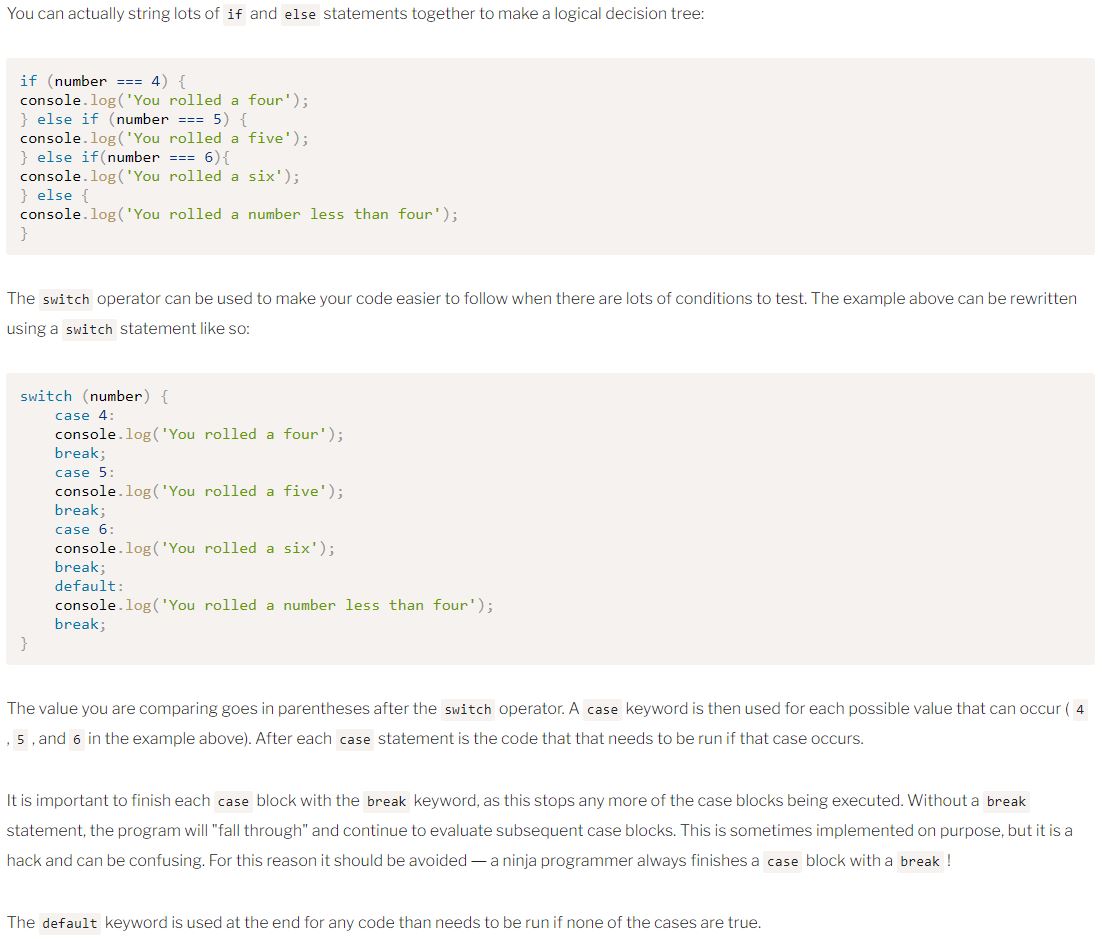 You can actually string lots of if and else statements together to make a logical decision tree:
if (number === 4) {
console.log('You rolled a four');
} else if (number === 5) {
console.log('You rolled a five');
} else if(number === 6){
console.log('You rolled a six');
} else {
console.log('You rolled a number less than four');
}
The switch operator can be used to make your code easier to follow when there are lots of conditions to test. The example above can be rewritten
using a switch statement like so:
switch (number) {
    case 4:
    console.log('You rolled a four');
    break;
    case 5:
    console.log('You rolled a five');
    break;
    case 6:
    console.log('You rolled a six');
    break;
    default:
    console.log('You rolled a number less than four');
    break;
}
The value you are comparing goes in parentheses after the switch operator. A case keyword is then used for each possible value that can occur ( 4
, 5 , and 6 in the example above). After each case statement is the code that that needs to be run if that case occurs.
It is important to finish each case block with the break keyword, as this stops any more of the case blocks being executed. Without a break
statement, the program will "fall through" and continue to evaluate subsequent case blocks. This is sometimes implemented on purpose, but it is a
hack and can be confusing. For this reason it should be avoided — a ninja programmer always finishes a case block with a break !
The default keyword is used at the end for any code than needs to be run if none of the cases are true.